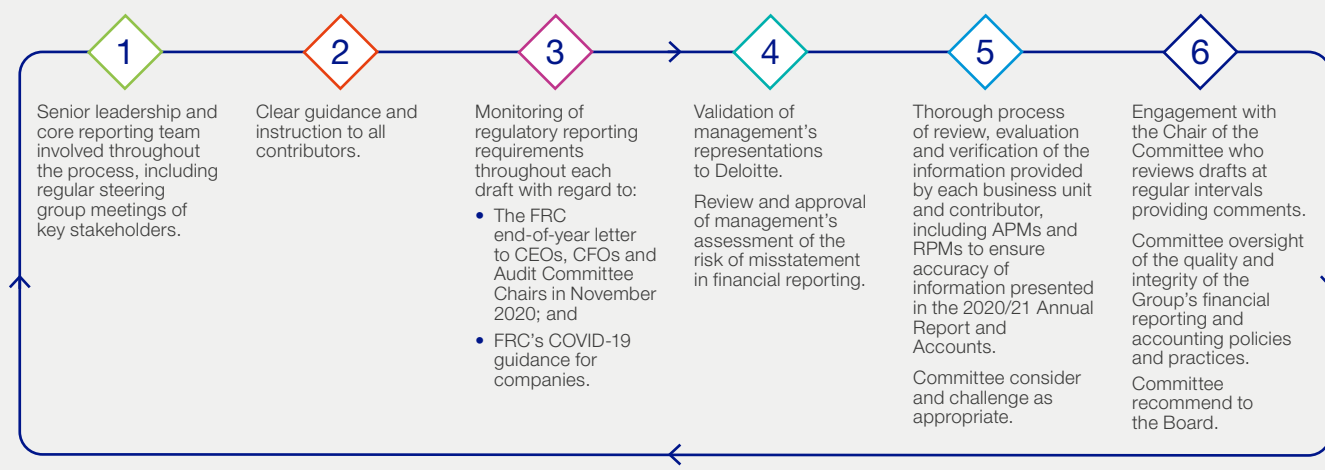 1
Senior leadership and
core reporting team
involved throughout
the process, including
regular steering
group meetings of
key stakeholders.
2
Clear guidance and
instruction to all
contributors.
3
Monitoring of
regulatory reporting
requirements
throughout each
draft with regard to:
• The FRC
end-of-year letter
to CEOs, CFOs and
Audit Committee
Chairs in November
2020; and
• FRC's COVID-19
guidance for
companies.
4
Validation of
management's
representations
to Deloitte.
Review and approval
of management's
assessment of the
risk of misstatement
in financial reporting.
5
Thorough process
of review, evaluation
and verification of the
information provided
by each business unit
and contributor,
including APMs and
RPMs to ensure
accuracy of
information presented
in the 2020/21 Annual
Report and
Accounts.
Committee consider
and challenge as
appropriate.
6
Engagement with
the Chair of the
Committee who
reviews drafts at
regular intervals
providing comments.
Committee oversight
of the quality and
integrity of the
Group's financial
reporting and
accounting policies
and practices.
Committee
recommend to
the Board.